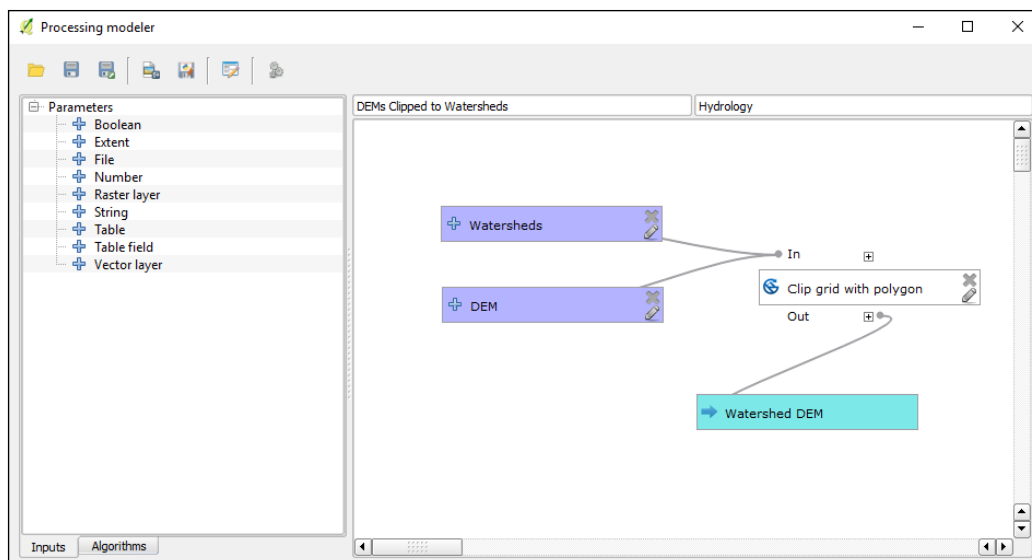 Processing modeler
Parameters
Boolean
Extent
File
Number
Raster layer
String
Table
Table field
Vector layer
Inputs
Algorithms
DEMs Clipped to Watersheds
Hydrology
Watersheds
DEM
In
Clip grid with polygon
Out
Watershed DEM